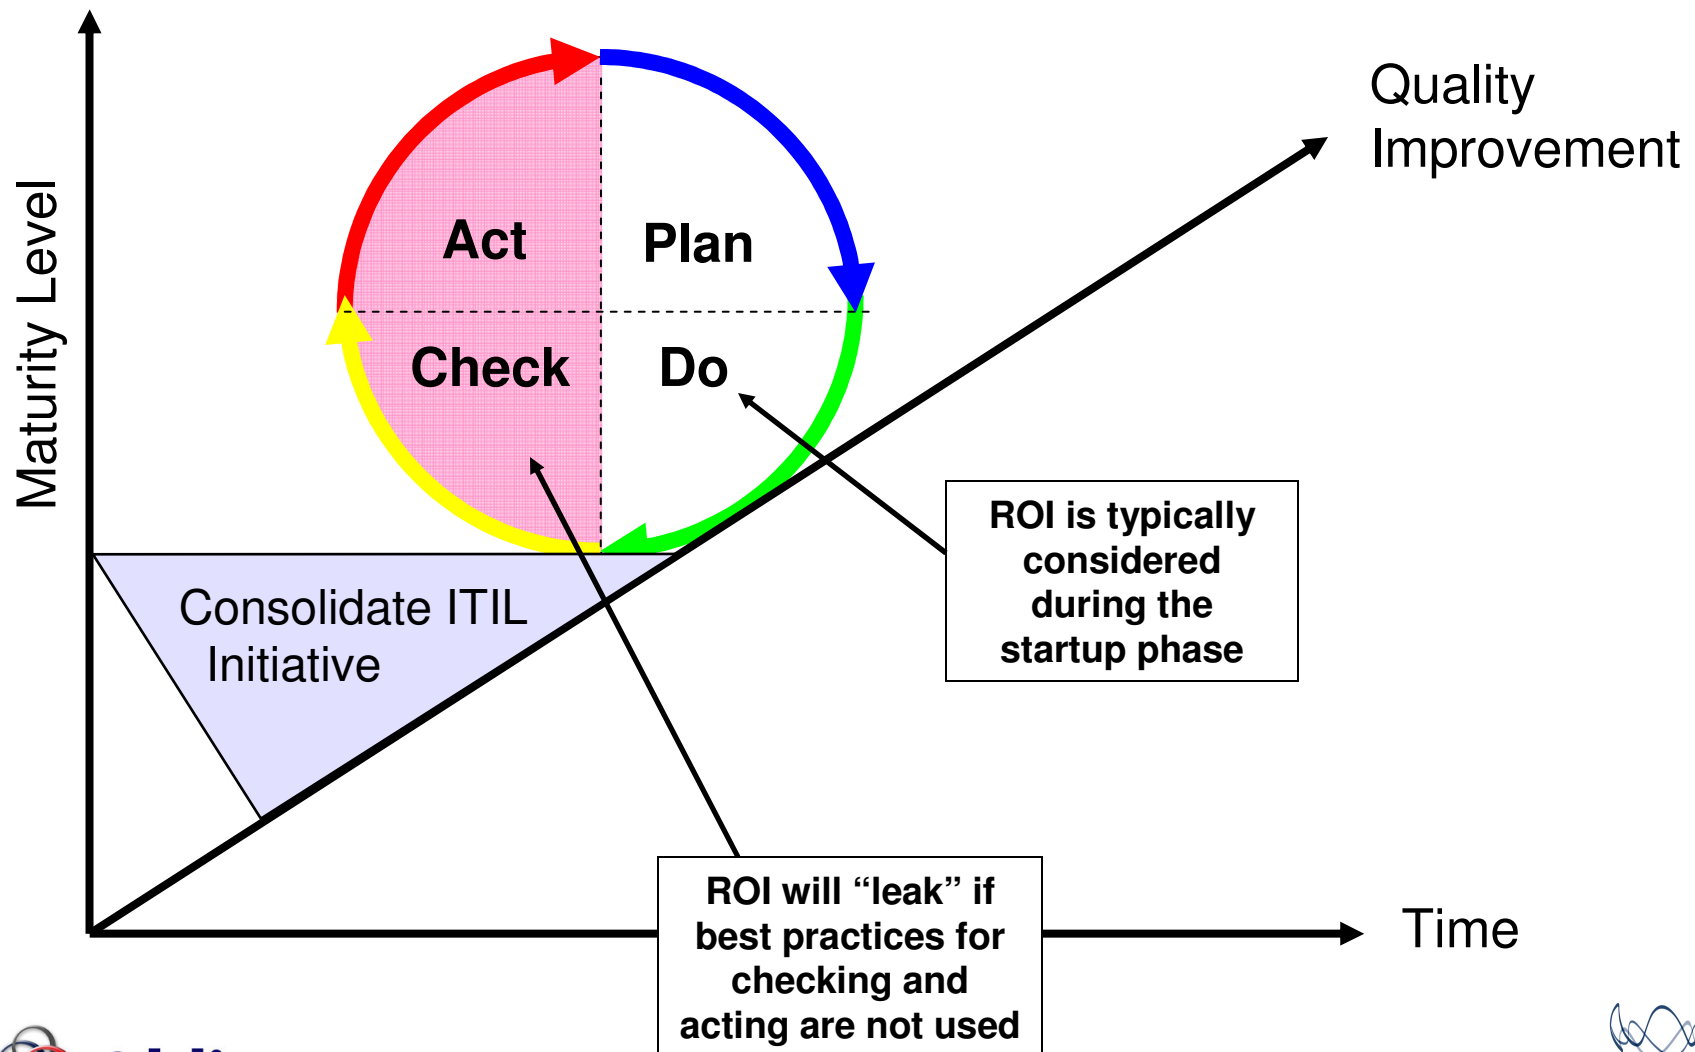 Quality
Improvement
Maturity Level
Act
Plan
Check
Do
ROI is typically
considered
during the
startup phase
Consolidate ITIL
Initiative
ROI will “leak” if
best practices for
checking and
acting are not used
Time